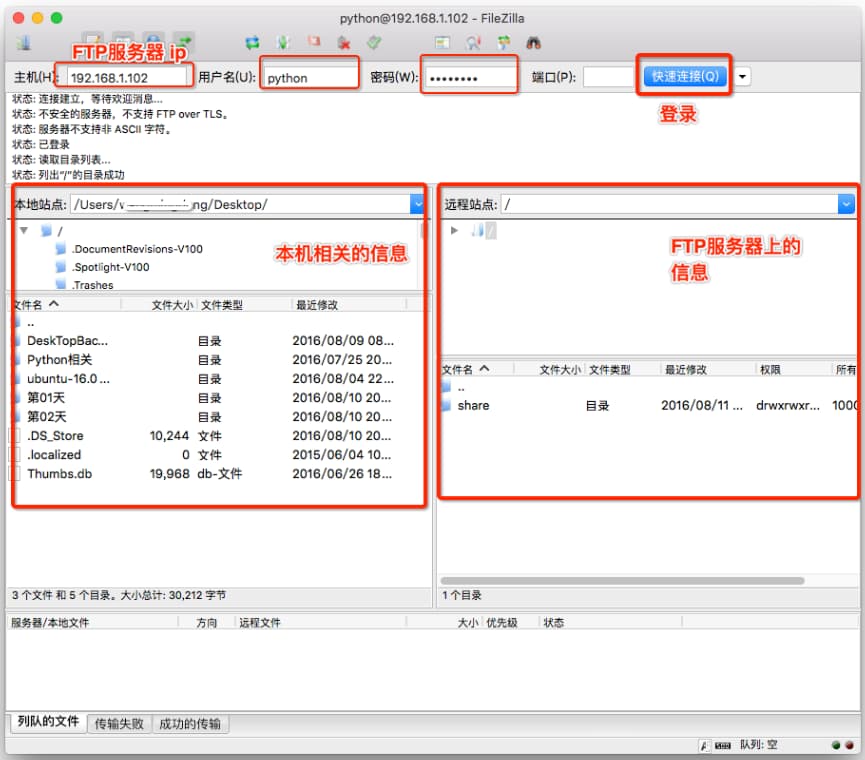 python@192.168.1.102 - FileZilla
FTP服务器 ip
主机(H): 192.168.1.102 用户名(U): python 密码(W): •••••••• 端口(P): 快速连接(Q)
登录
状态: 连接建立，等待欢迎消息...
状态: 不安全的服务器，不支持 FTP over TLS。
状态: 服务器不支持非 ASCII 字符。
状态: 已登录
状态: 读取目录列表...
状态: 列出“/”的目录成功
本地站点: /Users/ ng/Desktop/
/
.DocumentRevisions-V100
.Spotlight-V100
.Trashes
本机相关的信息
文件名 文件大小 文件类型 最近修改
..
DeskTopBac... 目录 2016/08/09 08...
Python相关 目录 2016/07/25 20...
ubuntu-16.0 ... 目录 2016/08/04 22...
第01天 目录 2016/08/10 20...
第02天 目录 2016/08/10 20...
.DS_Store 10,244 文件 2016/08/10 20...
.localized 0 文件 2015/06/04 10...
Thumbs.db 19,968 db-文件 2016/06/26 18...
3 个文件 和 5 个目录。大小总计: 30,212 字节
远程站点: /
/
FTP服务器上的
信息
文件名 文件大小 文件类型 最近修改 权限 所有
..
share 目录 2016/08/11 ... drwxrwxr... 1000
1 个目录
服务器/本地文件 方向 远程文件 大小 优先级 状态
列队的文件 传输失败 成功的传输
队列: 空